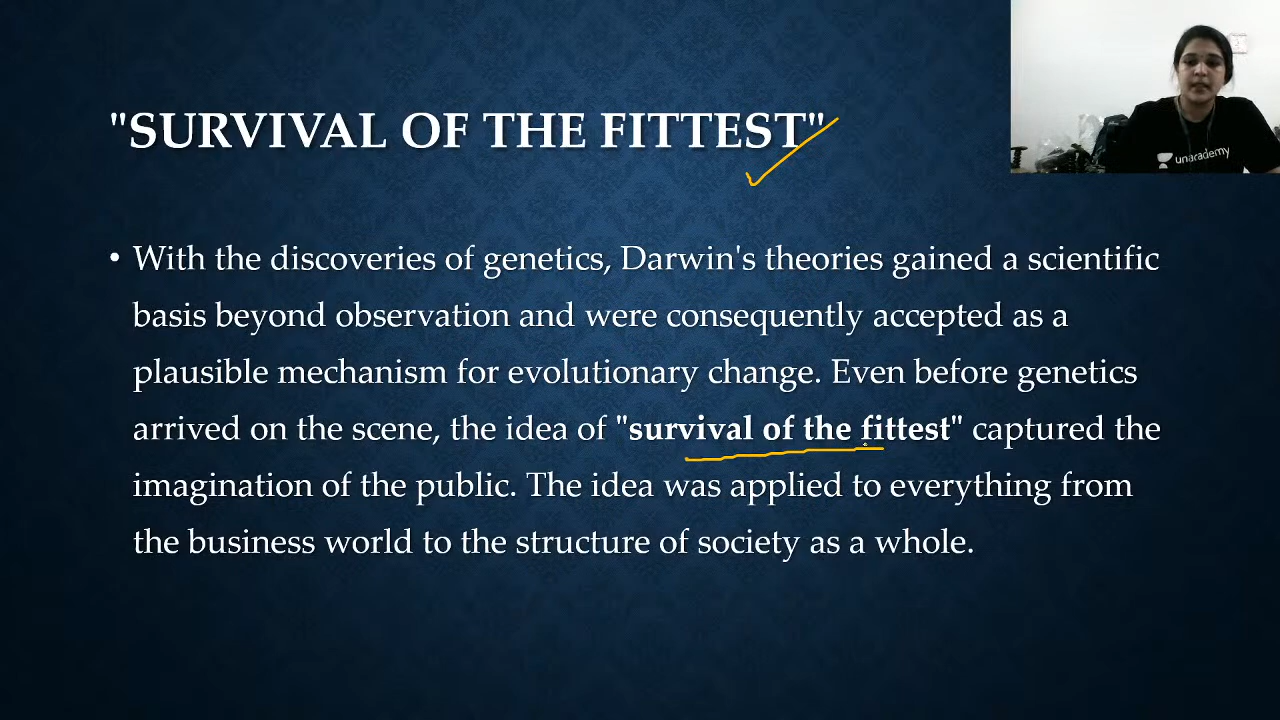 "SURVIVAL OF THE FITTEST"
• With the discoveries of genetics, Darwin's theories gained a scientific
basis beyond observation and were consequently accepted as a
plausible mechanism for evolutionary change. Even before genetics
arrived on the scene, the idea of "survival of the fittest" captured the
imagination of the public. The idea was applied to everything from
the business world to the structure of society as a whole.
unacademy